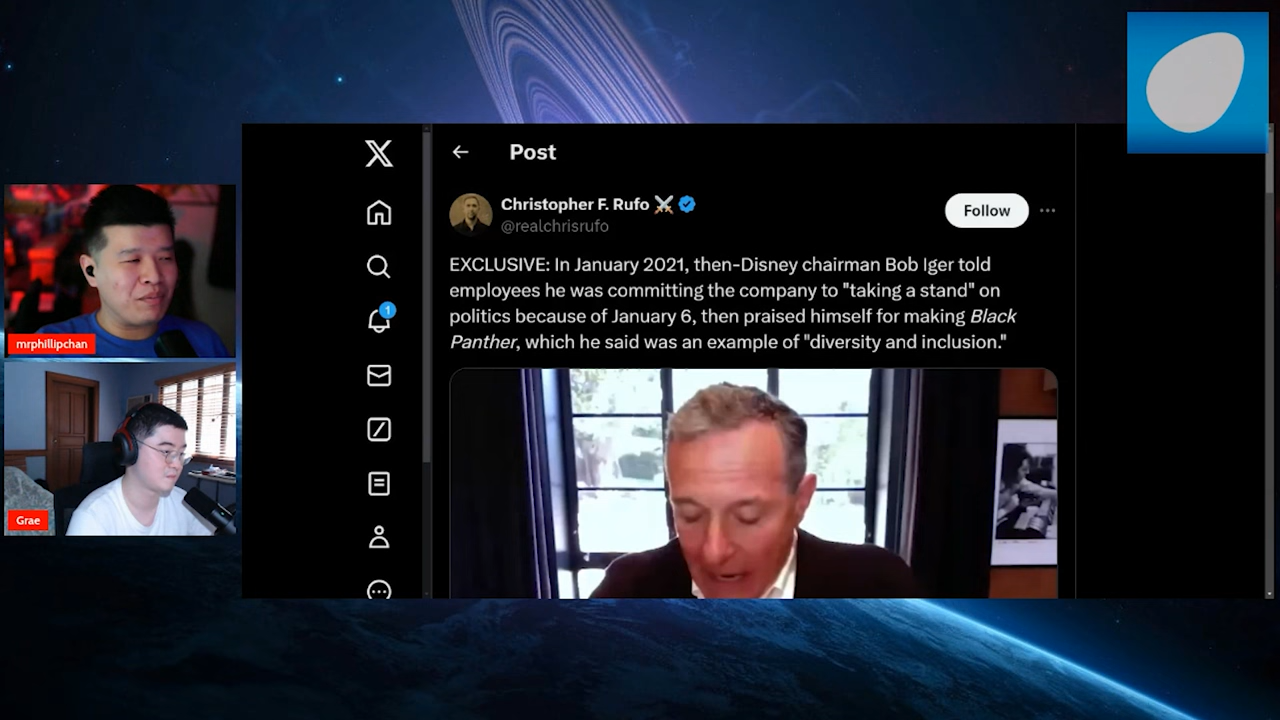 Post
Christopher F. Rufo
@realchrisrufo
Follow
EXCLUSIVE: In January 2021, then-Disney chairman Bob Iger told
employees he was committing the company to "taking a stand" on
politics because of January 6, then praised himself for making Black
Panther, which he said was an example of "diversity and inclusion."
1
mrphillipchan
Grae